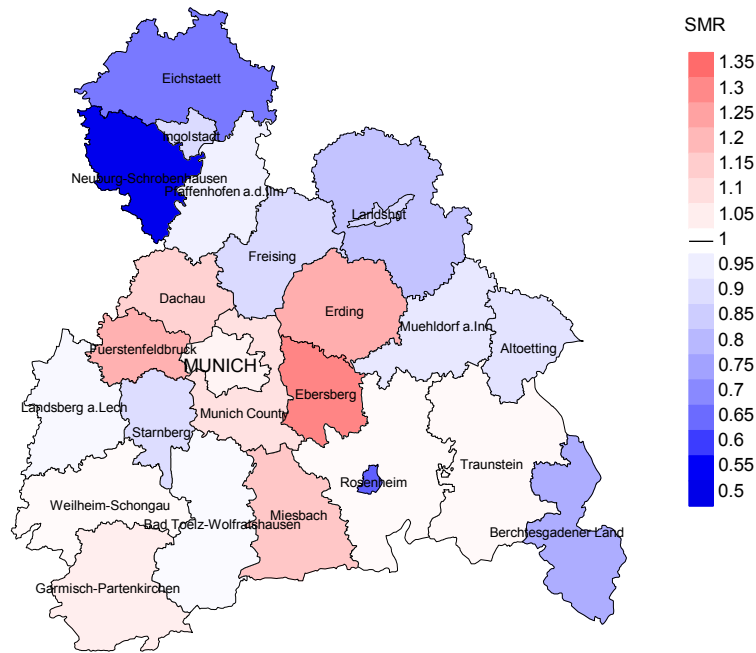 SMR
1.35
1.3
1.25
1.2
1.15
1.1
1.05
1
0.95
0.9
0.85
0.8
0.75
0.7
0.65
0.6
0.55
0.5
Eichstaett
Ingolstadt
Neuburg-Schrobenhausen
Pfaffenhofen a.d.Ilm
Landshut
Freising
Dachau
Erding
Muehldorf a.Inn
Altoetting
Fuerstenfeldbruck
MUNICH
Ebersberg
Landsberg a.Lech
Munich County
Starnberg
Traunstein
Rosenheim
Weilheim-Schongau
Miesbach
Bad Toelz-Wolfratshausen
Berchtesgadener Land
Garmisch-Partenkirchen